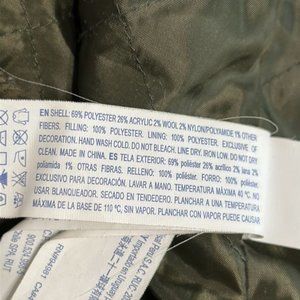 EN SHELL: 69% POLYESTER 26% ACRYLIC 2% WOOL 2% NYLON/POLYAMIDE 1% OTHER
FIBERS. FILLING: 100% POLYESTER. LINING: 100% POLYESTER. EXCLUSIVE OF
DECORATION. HAND WASH COLD. DO NOT BLEACH. LINE DRY. IRON LOW. DO NOT DRY
CLEAN. MADE IN CHINA. ES TELA EXTERIOR: 69% poliéster 26% acrílico 2% lana 2%
poliamida 1% otras fibras. RELLENO: 100% poliéster. FORRO: 100% poliéster.
EXCLUSIVO PARA DECORACIÓN. LAVAR A MANO. TEMPERATURA MÁXIMA 40 ºC. NO
USAR BLANQUEADOR. SECADO EN TENDEDERO. PLANCHAR A UNA TEMPERATURA
MÁXIMA DE LA BASE DE 110 ºC, SIN VAPOR. PLANCHAR CON VAPOR PUEDE CAUSAR